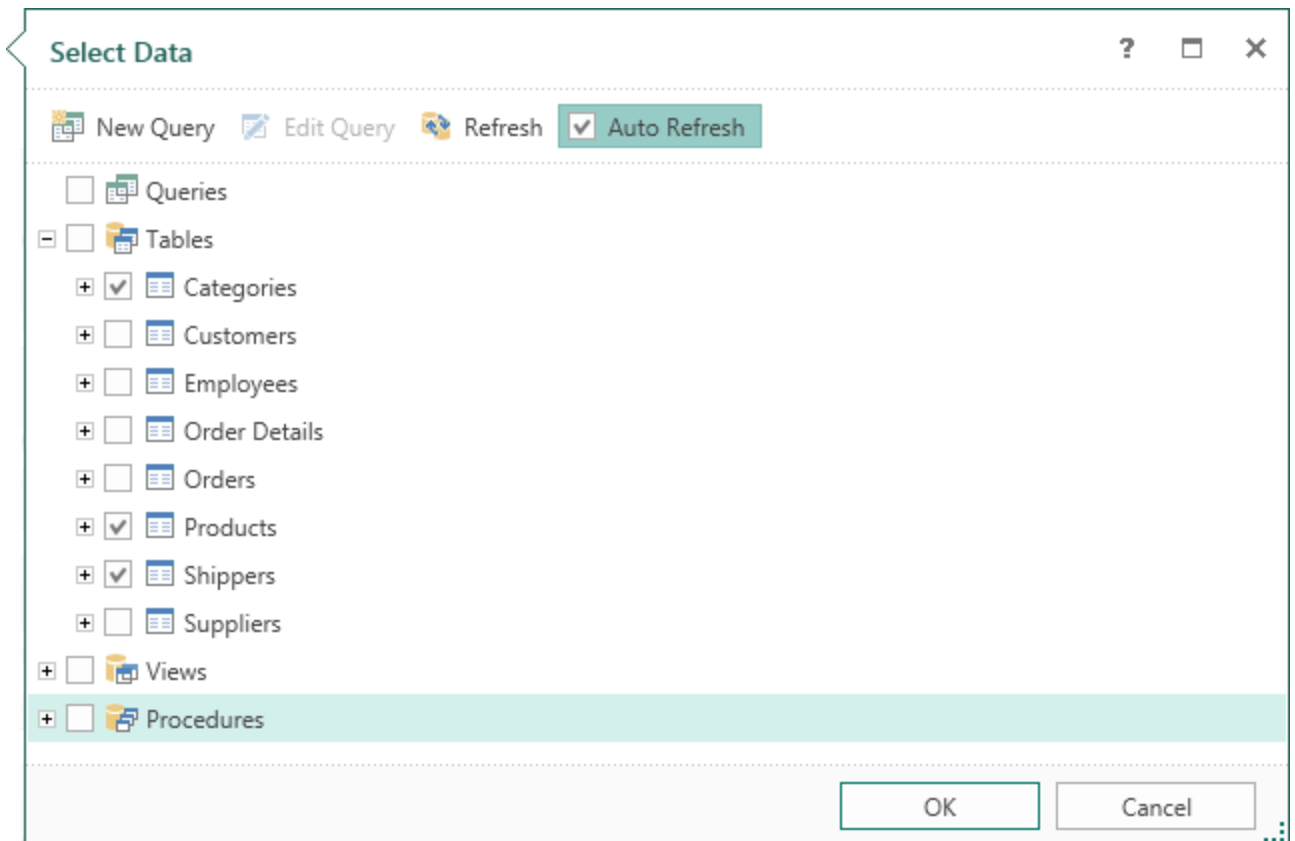 Select Data
New Query Edit Query Refresh Auto Refresh
Queries
Tables
Categories
Customers
Employees
Order Details
Orders
Products
Shippers
Suppliers
Views
Procedures
OK Cancel